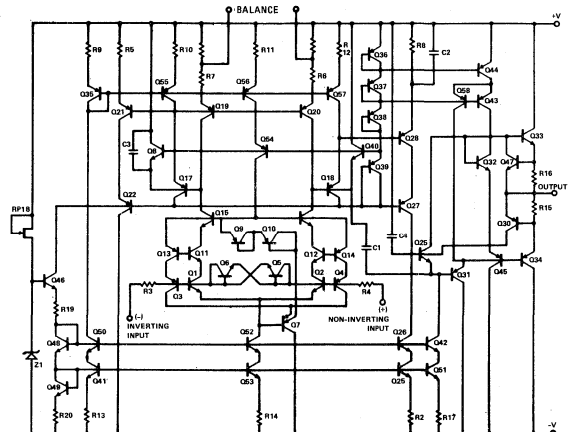 BALANCE
+V
R9
R5
R10
R7
R11
R6
R
12
Q36
R8
C2
Q44
Q35
Q55
Q56
Q57
Q37
Q58
Q43
Q21
Q19
Q20
Q38
Q28
Q33
C3
Q8
Q54
Q40
Q39
Q32
Q47
R16
OUTPUT
Q17
Q18
Q22
Q27
R15
RP18
Q15
Q9
Q10
C4
Q30
Q13
Q11
Q12
Q14
C1
Q25
Q46
Q1
Q6
Q5
Q2
Q4
Q31
Q45
Q34
R3
Q3
R4
R19
(-)
INVERTING
INPUT
Q7
(+)
NON-INVERTING
INPUT
Q48
Q50
Q52
Q26
Q42
Z1
Q49
Q41
Q53
Q25
Q51
R20
R13
R14
R2
R17
-V